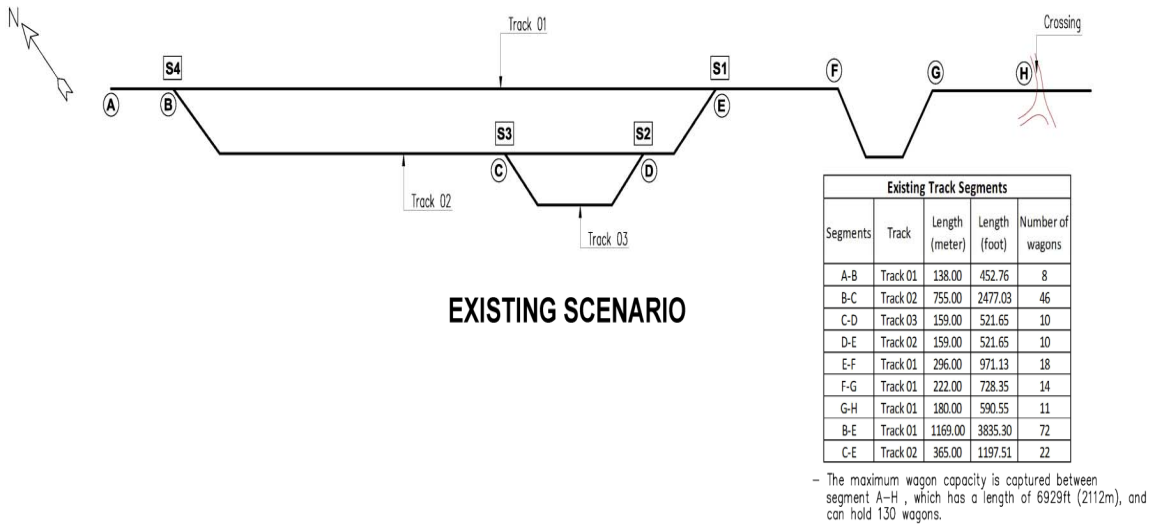 N
Track 01
Crossing
S4
S1
F
G
H
A
B
E
S3
S2
C
D
Track 02
Track 03
EXISTING SCENARIO
Existing Track Segments
Segments Track Length (meter) Length (foot) Number of wagons
A-B Track 01 138.00 452.76 8
B-C Track 02 755.00 2477.03 46
C-D Track 03 159.00 521.65 10
D-E Track 02 159.00 521.65 10
E-F Track 01 296.00 971.13 18
F-G Track 01 222.00 728.35 14
G-H Track 01 180.00 590.55 11
B-E Track 01 1169.00 3835.30 72
C-E Track 02 365.00 1197.51 22
– The maximum wagon capacity is captured between
segment A–H , which has a length of 6929ft (2112m), and
can hold 130 wagons.